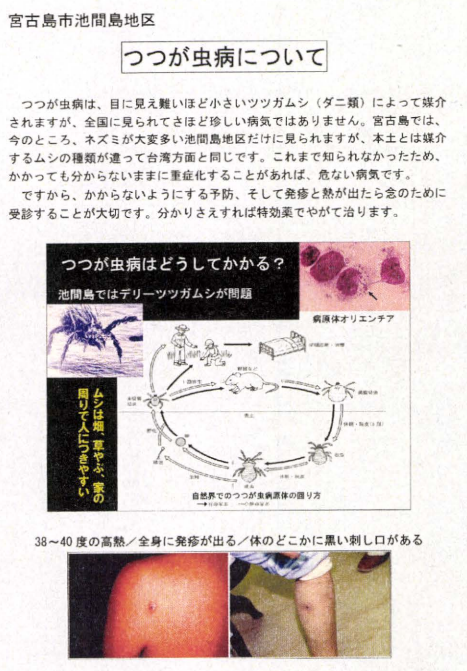 宮古島市池間島地区
つつが虫病について
つつが虫病は、目に見え難いほど小さいツツガムシ（ダニ類）によって媒介
されますが、全国に見られてさほど珍しい病気ではありません。宮古島では、
今のところ、ネズミが大変多い池間島地区だけに見られますが、本土とは媒介
するムシの種類が違って台湾方面と同じです。これまで知られなかったため、
かかっても分からないままに重症化することがあれば、危ない病気です。
ですから、かからないようにする予防、そして発疹と熱が出たら念のために
受診することが大切です。分かりさえすれば特効薬でやがて治ります。
つつが虫病はどうしてかかる？
池間島ではデリーツツガムシが問題
病原体オリエンチア
ムシは畑、草やぶ、家の
周りで人につきやすい
自然界でのつつが虫病原体の回り方
38～40度の高熱／全身に発疹が出る／体のどこかに黒い刺し口がある